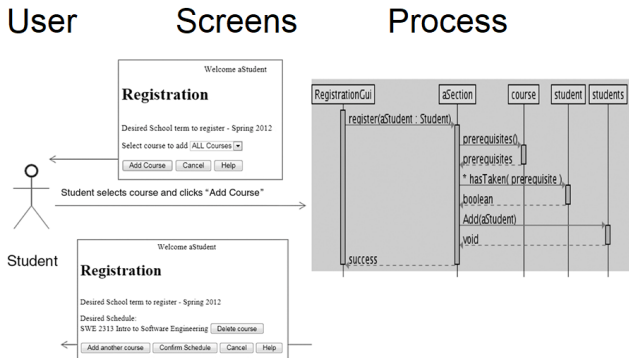 User Screens Process
Welcome aStudent
Registration
Desired School term to register - Spring 2012
Select course to add ALL Courses
Add Course Cancel Help
Student selects course and clicks “Add Course”
Student
Welcome aStudent
Registration
Desired School term to register - Spring 2012
Desired Schedule:
SWE 2313 Intro to Software Engineering Delete course
Add another course Confirm Schedule Cancel Help
RegistrationGui aSection course student students
register(aStudent : Student)
prerequisites()
prerequisites
* hasTaken( prerequisite )
boolean
Add(aStudent)
void
success